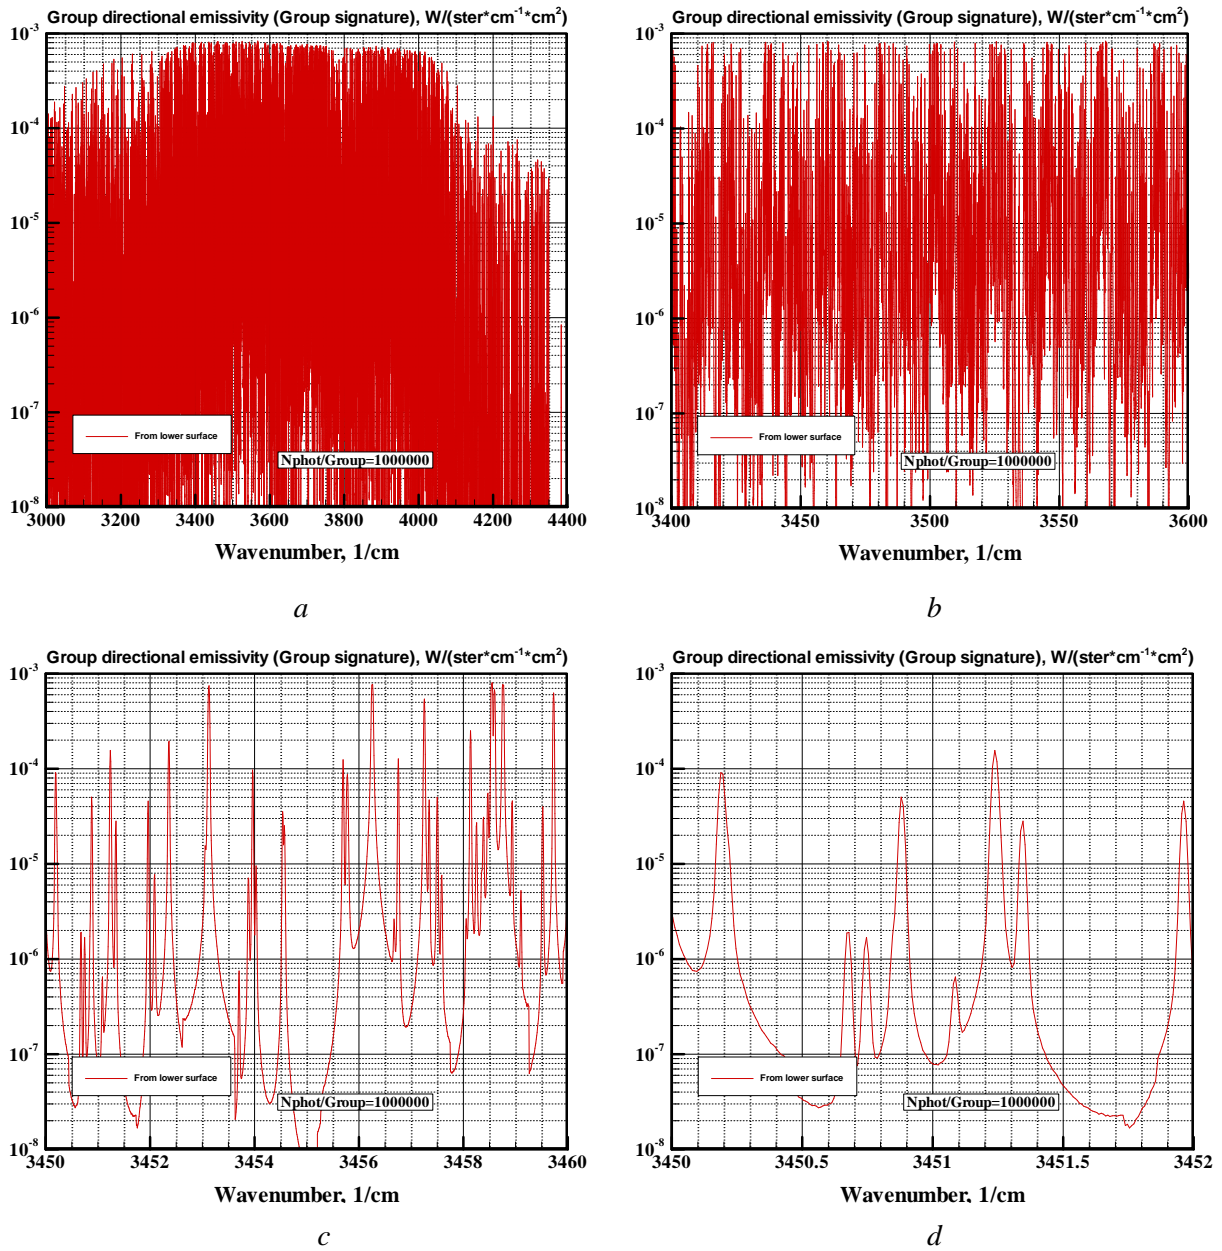 Group directional emissivity (Group signature), W/(ster*cm⁻¹*cm²)
10⁻³
10⁻⁴
10⁻⁵
10⁻⁶
10⁻⁷
10⁻⁸
From lower surface
Nphot/Group=1000000
3000 3200 3400 3600 3800 4000 4200 4400
Wavenumber, 1/cm
a
Group directional emissivity (Group signature), W/(ster*cm⁻¹*cm²)
10⁻³
10⁻⁴
10⁻⁵
10⁻⁶
10⁻⁷
10⁻⁸
From lower surface
Nphot/Group=1000000
3400 3450 3500 3550 3600
Wavenumber, 1/cm
b
Group directional emissivity (Group signature), W/(ster*cm⁻¹*cm²)
10⁻³
10⁻⁴
10⁻⁵
10⁻⁶
10⁻⁷
10⁻⁸
From lower surface
Nphot/Group=1000000
3450 3452 3454 3456 3458 3460
Wavenumber, 1/cm
c
Group directional emissivity (Group signature), W/(ster*cm⁻¹*cm²)
10⁻³
10⁻⁴
10⁻⁵
10⁻⁶
10⁻⁷
10⁻⁸
From lower surface
Nphot/Group=1000000
3450 3450.5 3451 3451.5 3452
Wavenumber, 1/cm
d